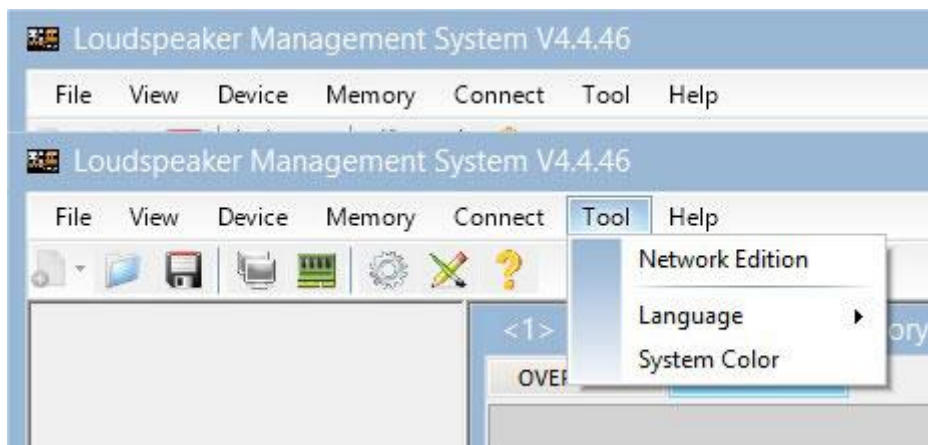 Loudspeaker Management System V4.4.46
File View Device Memory Connect Tool Help
Loudspeaker Management System V4.4.46
File View Device Memory Connect Tool Help
Network Edition
Language
System Color
<1>